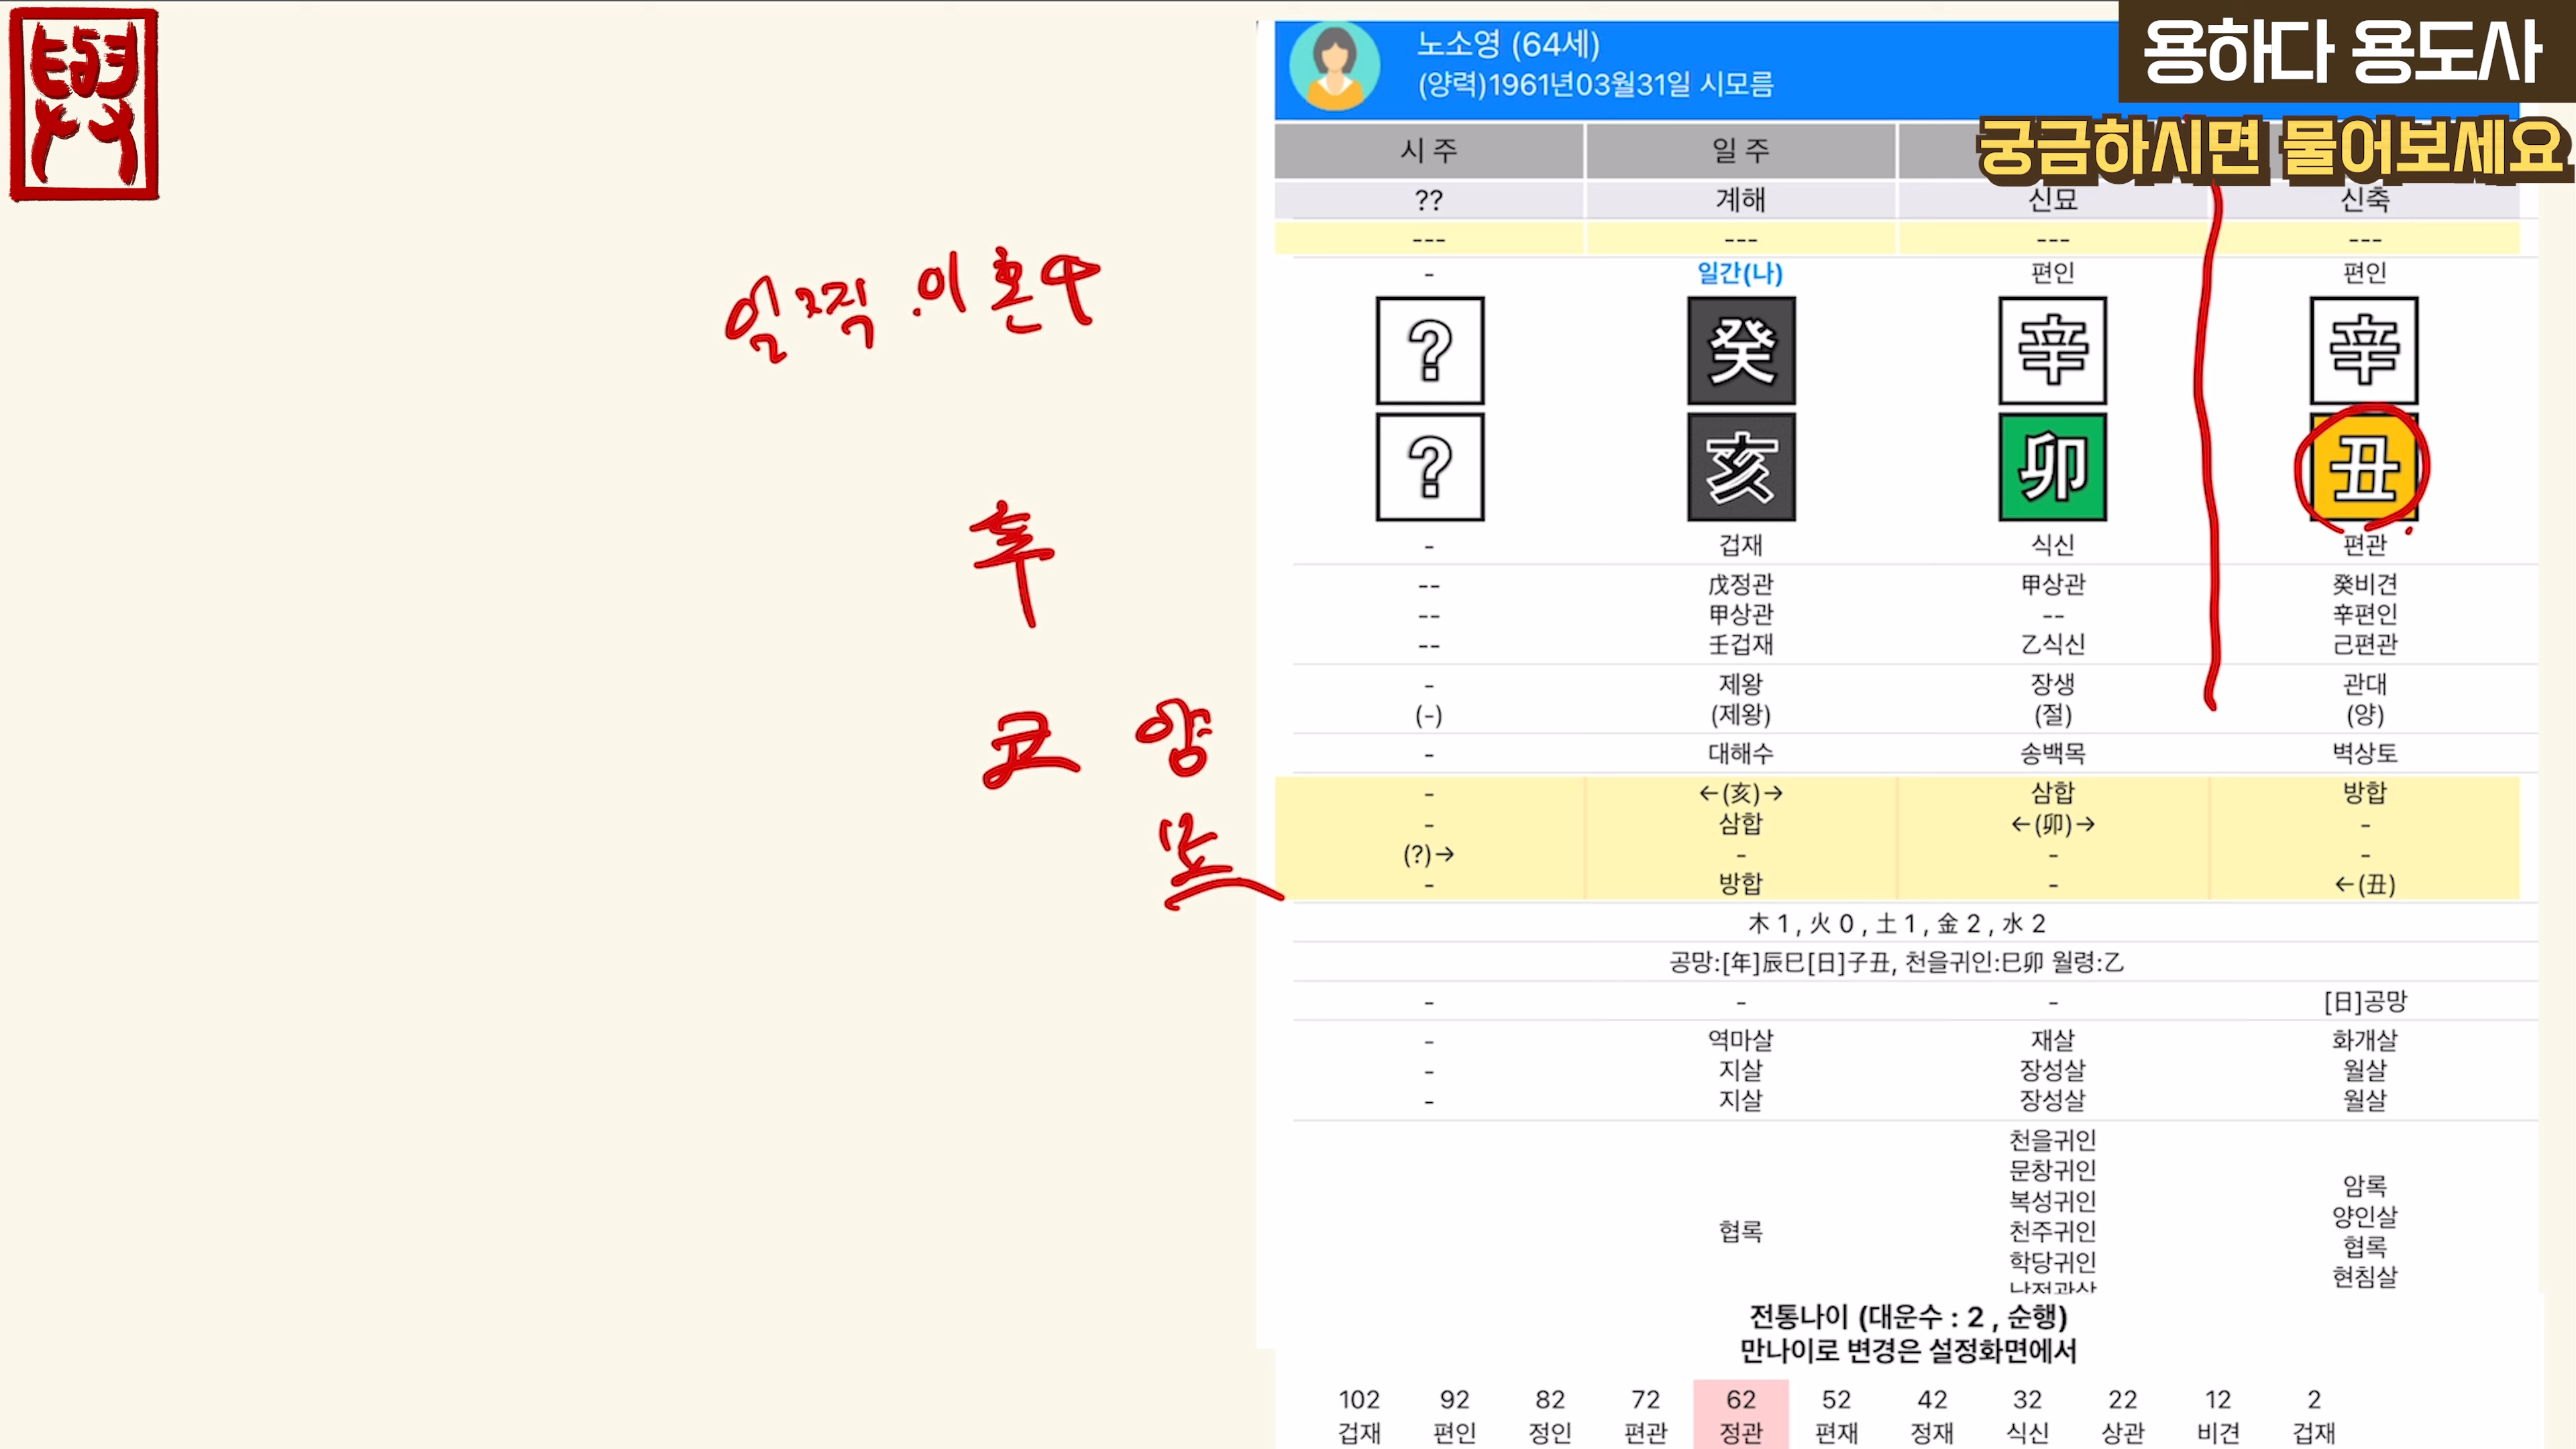 용하다 용도사
궁금하시면 물어보세요
노소영 (64세)
(양력)1961년03월31일 시모름
시 주 일 주
?? 계해 신묘 신축
--- --- --- ---
- 일간(나) 편인 편인
? 癸 辛 辛
? 亥 卯 丑
- 겁재 식신 편관
-- 戊정관 甲상관 癸비견
-- 甲상관 -- 辛편인
-- 壬겁재 乙식신 己편관
- 제왕 장생 관대
(-) (제왕) (절) (양)
- 대해수 송백목 벽상토
- ←(亥)→ 삼합 방합
- 삼합 ←(卯)→ -
(?)→ - - -
- 방합 - ←(丑)
木 1 , 火 0 , 土 1 , 金 2 , 水 2
공망:[年]辰巳[日]子丑, 천을귀인:巳卯 월령:乙
- - - [日]공망
- 역마살 재살 화개살
- 지살 장성살 월살
- 지살 장성살 월살
협록
천을귀인
문창귀인
복성귀인
천주귀인
학당귀인
암록
양인살
협록
현침살
전통나이 (대운수 : 2 , 순행)
만나이로 변경은 설정화면에서
102 92 82 72 62 52 42 32 22 12 2
겁재 편인 정인 편관 정관 편재 정재 식신 상관 비견 겁재
일찍 이혼수
辛
丑 양